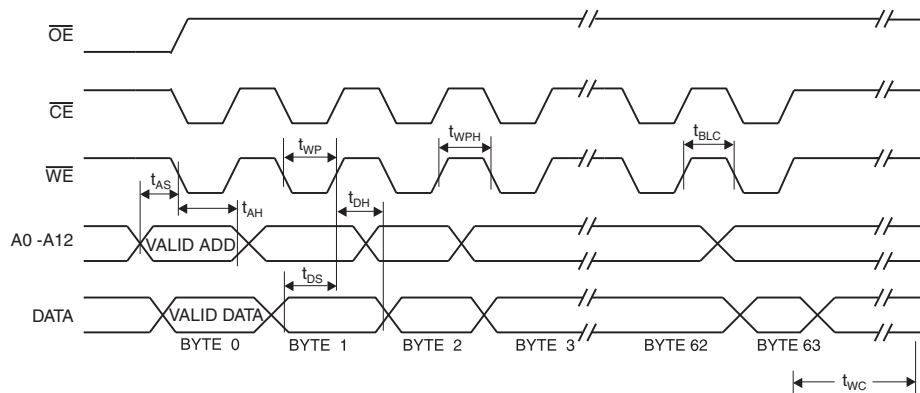 OE
CE
tWP
tWPH
tBLC
WE
tAS
tAH
tDH
A0 -A12
VALID ADD
tDS
DATA
VALID DATA
BYTE 0 BYTE 1 BYTE 2 BYTE 3 BYTE 62 BYTE 63
tWC